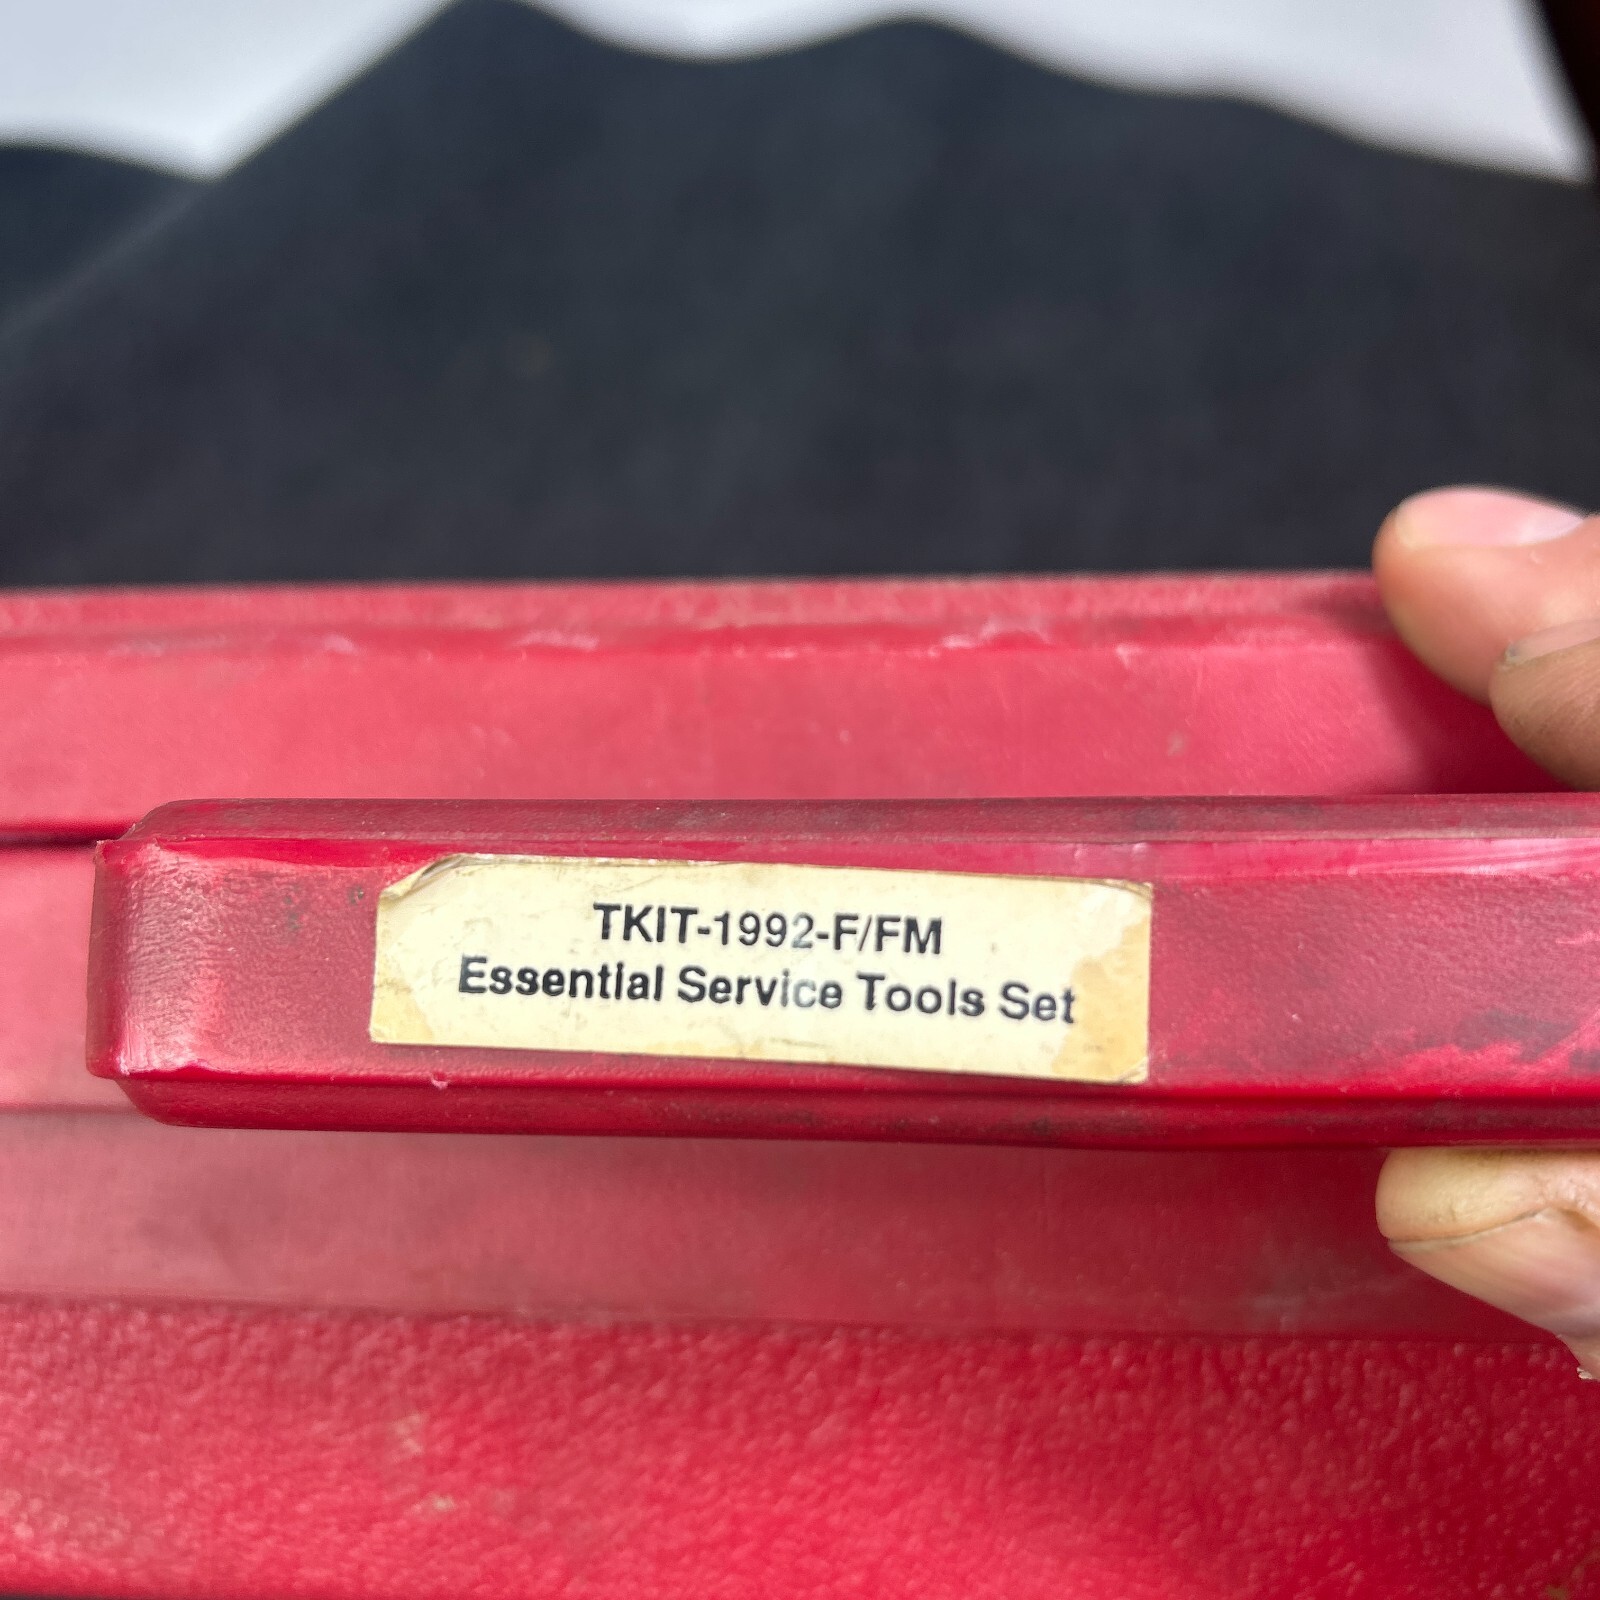 TKIT-1992-F/FM
Essential Service Tools Set